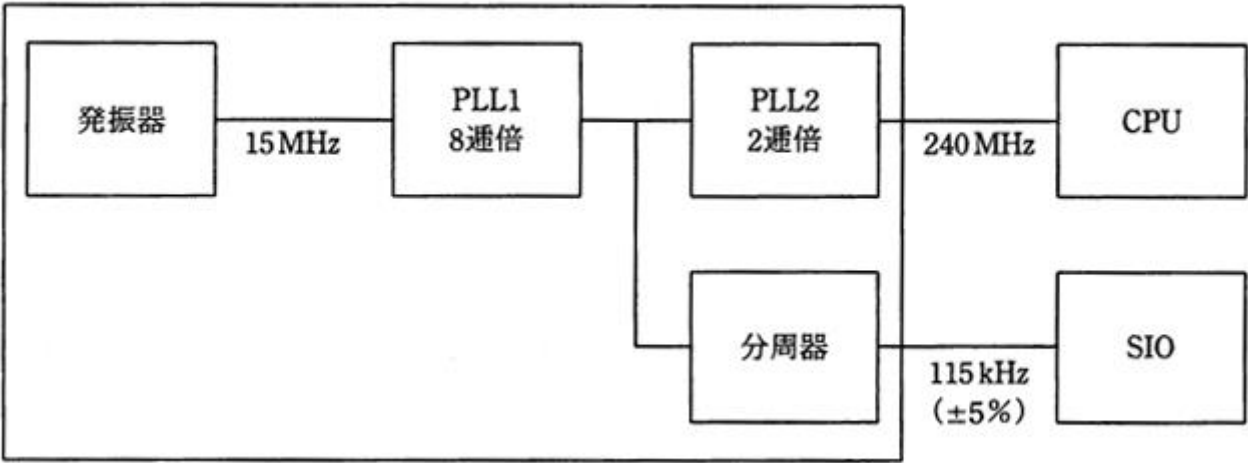 発振器
15 MHz
PLL1
8逓倍
PLL2
2逓倍
240 MHz
CPU
分周器
115 kHz
(±5%)
SIO